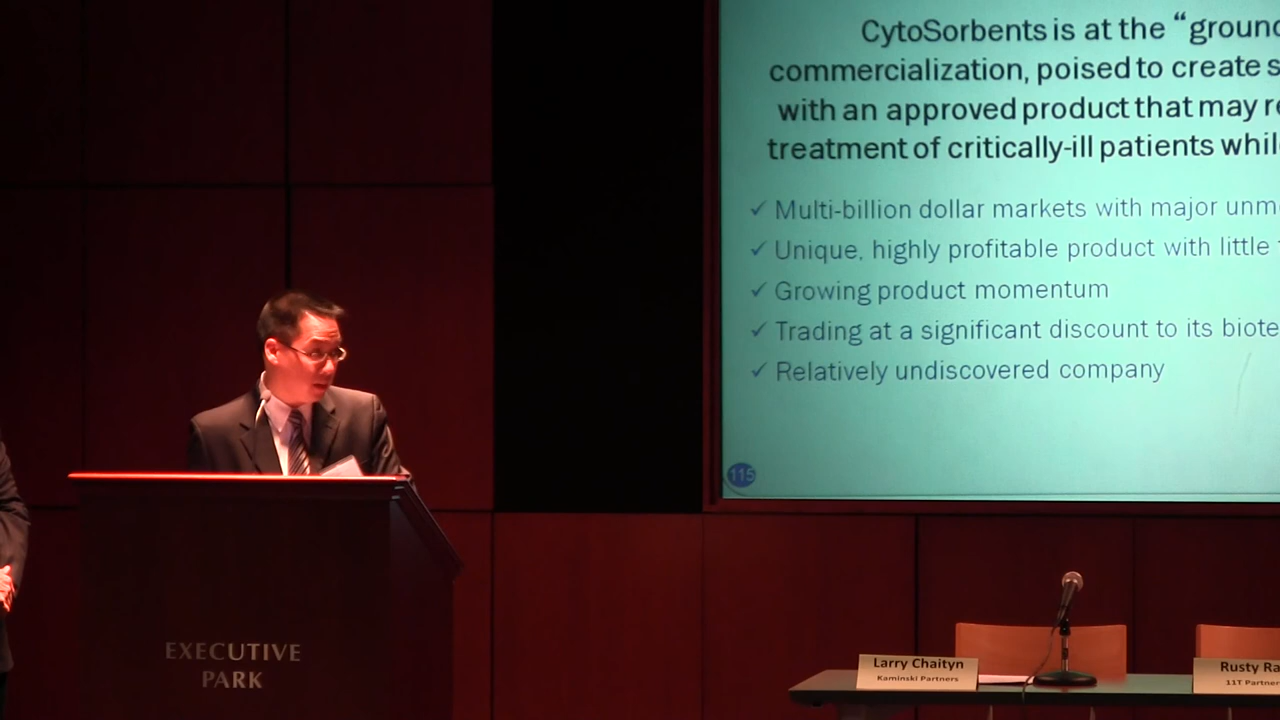 CytoSorbents is at the "ground
commercialization, poised to create s
with an approved product that may re
treatment of critically-ill patients whil
✓ Multi-billion dollar markets with major unm
✓ Unique, highly profitable product with little
✓ Growing product momentum
✓ Trading at a significant discount to its biote
✓ Relatively undiscovered company
115
EXECUTIVE
PARK
Larry Chaityn
Kaminski Partners
Rusty Ra
11T Partner